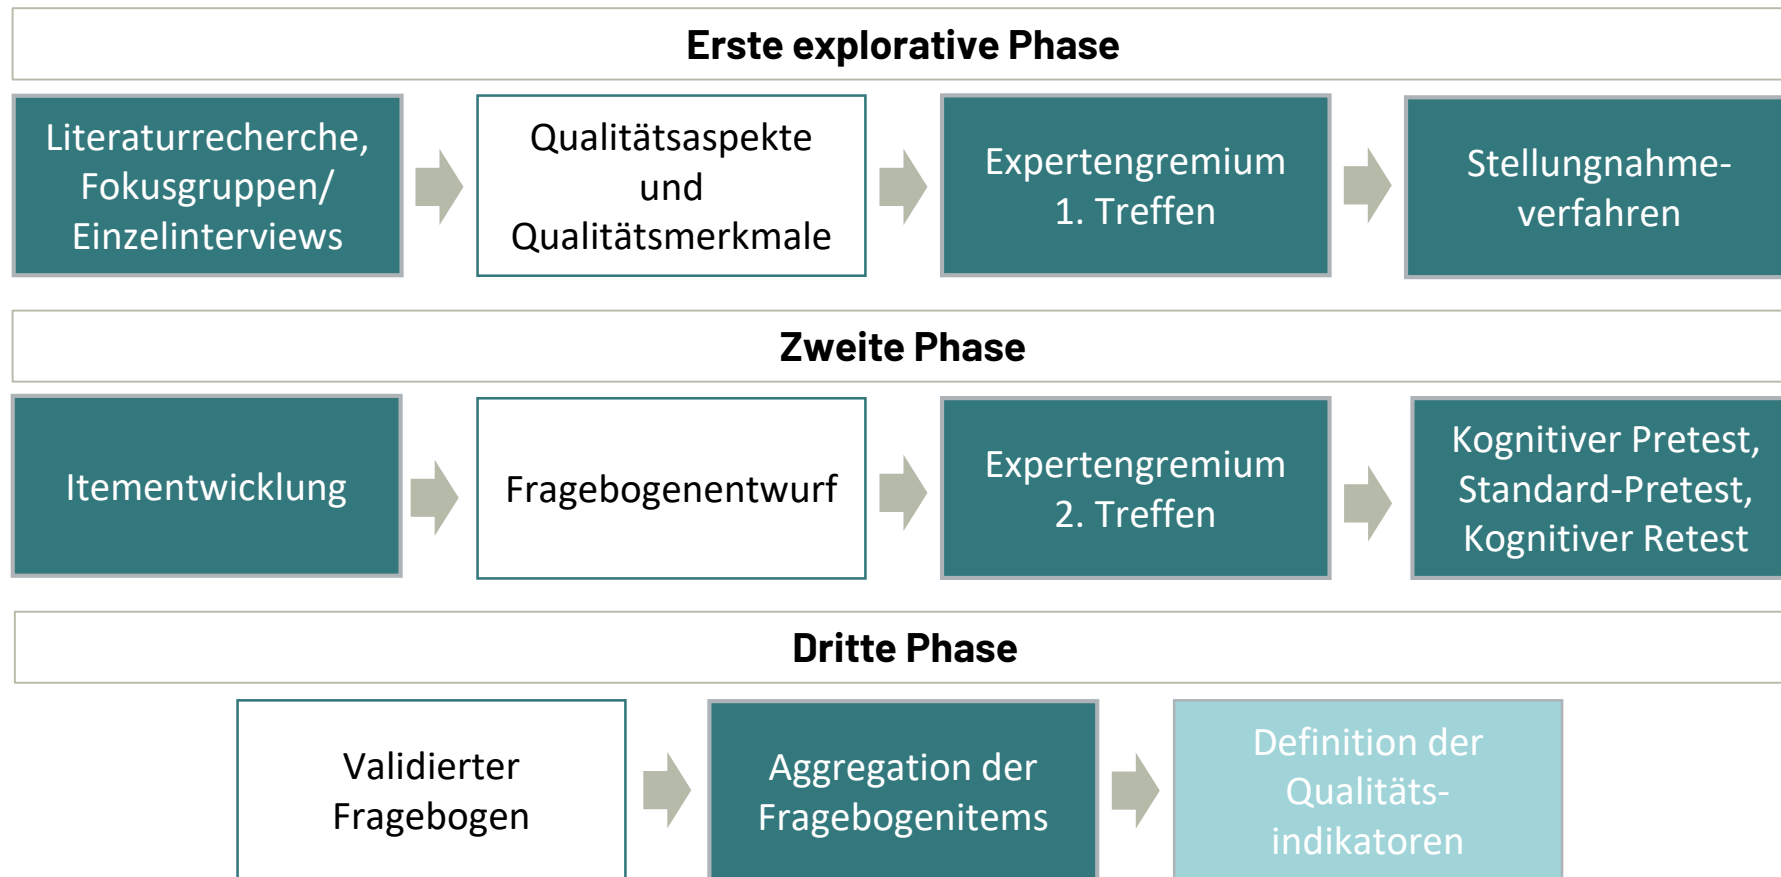 Erste explorative Phase
Literaturrecherche,
Fokusgruppen/
Einzelinterviews
Qualitätsaspekte
und
Qualitätsmerkmale
Expertengremium
1. Treffen
Stellungnahme-
verfahren
Zweite Phase
Itementwicklung
Fragebogenentwurf
Expertengremium
2. Treffen
Kognitiver Pretest,
Standard-Pretest,
Kognitiver Retest
Dritte Phase
Validierter
Fragebogen
Aggregation der
Fragebogenitems
Definition der
Qualitäts-
indikatoren